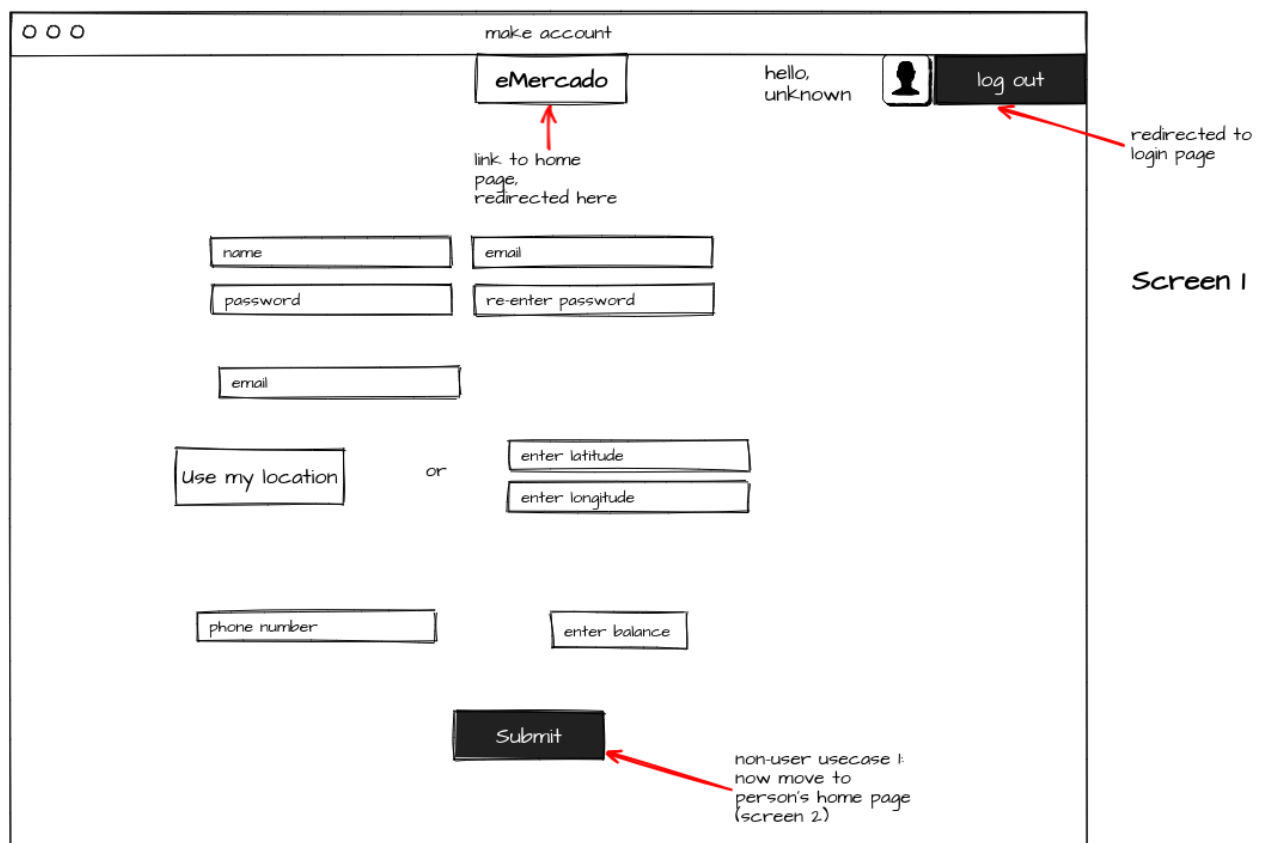 make account
eMercado
hello,
unknown
log out
redirected to
login page
link to home
page,
redirected here
name
email
password
re-enter password
Screen 1
email
Use my location
or
enter latitude
enter longitude
phone number
enter balance
Submit
non-user usecase 1:
now move to
person's home page
(screen 2)